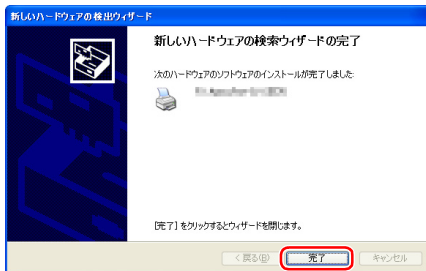 新しいハードウェアの検出ウィザード
新しいハードウェアの検索ウィザードの完了
次のハードウェアのソフトウェアのインストールが完了しました:
[完了] をクリックするとウィザードを閉じます。
< 戻る(B)
完了
キャンセル